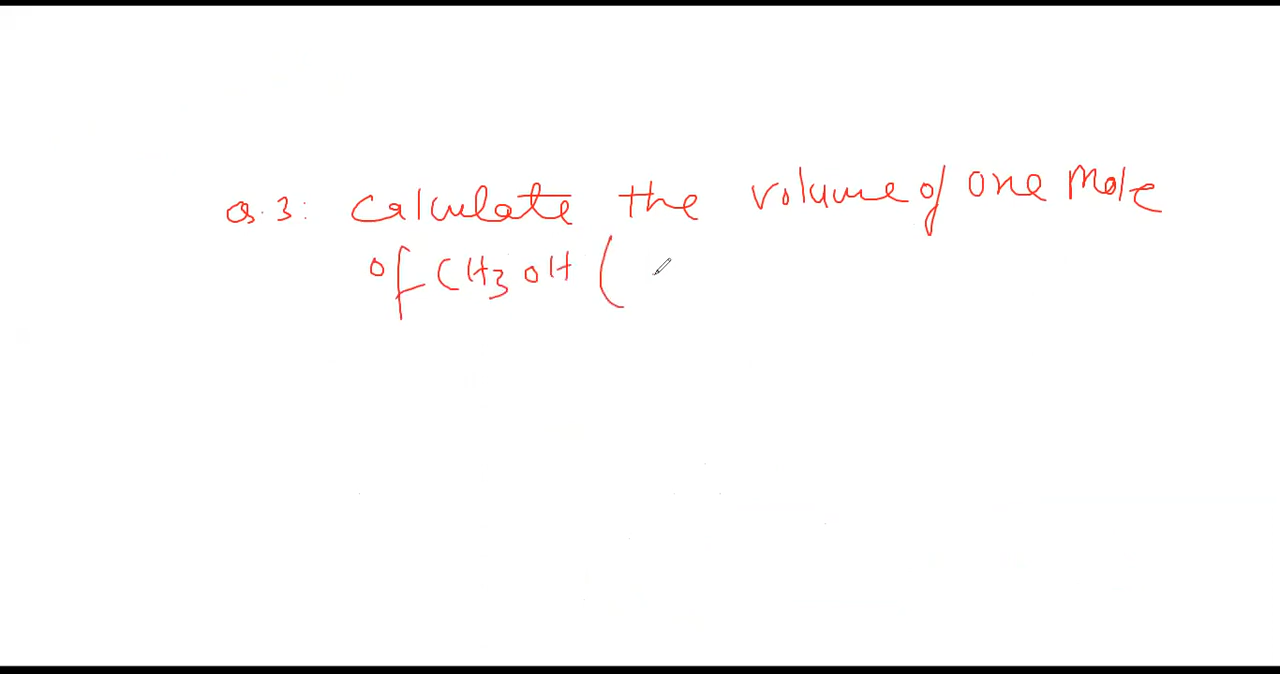 Q.3: Calculate the volume of one mole
of CH3OH (